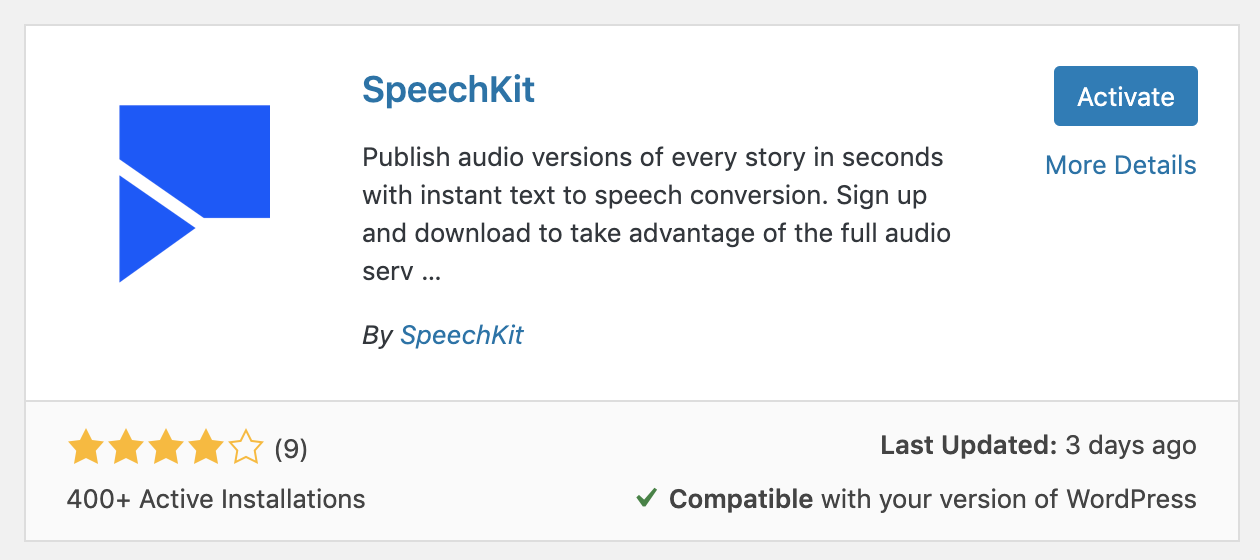 SpeechKit
Activate
More Details
Publish audio versions of every story in seconds
with instant text to speech conversion. Sign up
and download to take advantage of the full audio
serv ...
By SpeechKit
(9)
Last Updated: 3 days ago
400+ Active Installations
Compatible with your version of WordPress